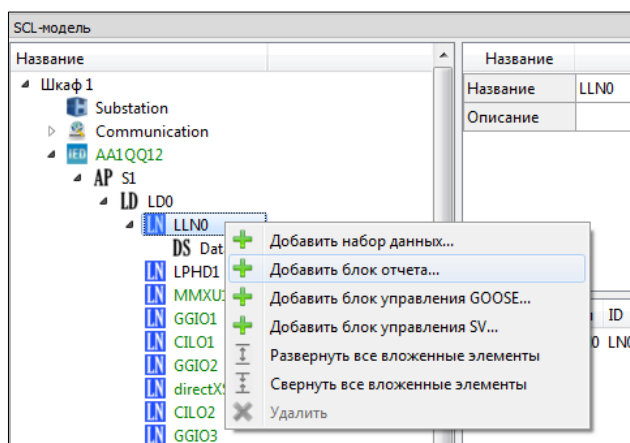 SCL-модель
Название
Название
Шкаф 1
Название
LLN0
Substation
Описание
Communication
IED
AA1QQ12
AP S1
LD LD0
LN LLN0
DS Dat
Добавить набор данных...
LN LPHD1
Добавить блок отчета...
LN MMXU1
Добавить блок управления GOOSE...
ID
LN GGIO1
Добавить блок управления SV...
0 LN0
LN CILO1
Развернуть все вложенные элементы
LN GGIO2
Свернуть все вложенные элементы
LN directXS
Удалить
LN CILO2
LN GGIO3